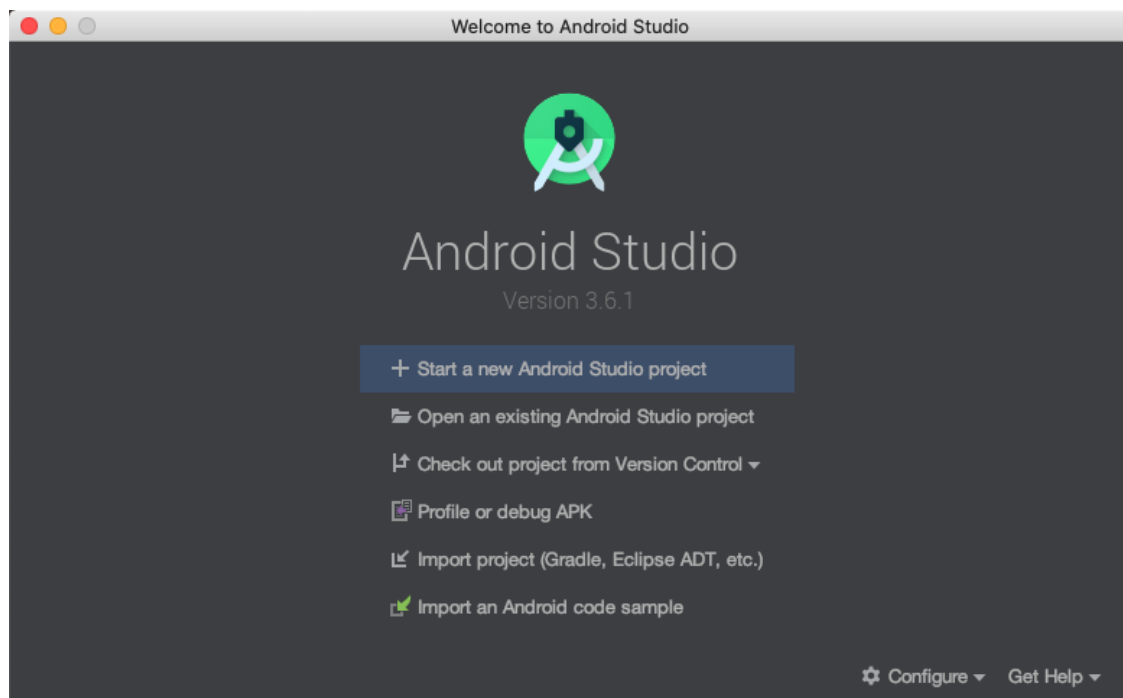 Welcome to Android Studio
Android Studio
Version 3.6.1
Start a new Android Studio project
Open an existing Android Studio project
Check out project from Version Control
Profile or debug APK
Import project (Gradle, Eclipse ADT, etc.)
Import an Android code sample
Configure Get Help